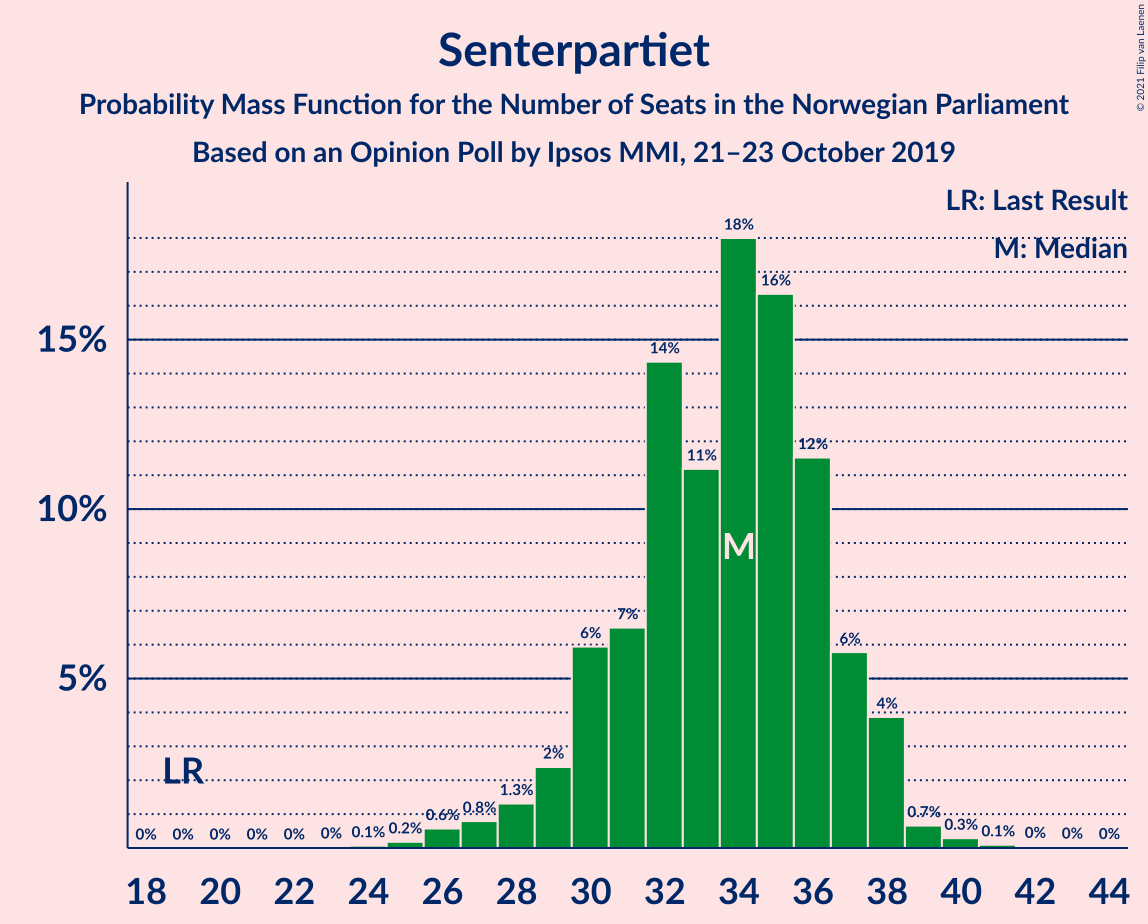 Senterpartiet
Probability Mass Function for the Number of Seats in the Norwegian Parliament
Based on an Opinion Poll by Ipsos MMI, 21–23 October 2019
© 2021 Filip van Laenen
LR: Last Result
M: Median
15%
10%
5%
LR
M
0% 0% 0% 0% 0% 0% 0.1% 0.2% 0.6% 0.8% 1.3% 2% 6% 7% 14% 11% 18% 16% 12% 6% 4% 0.7% 0.3% 0.1% 0% 0% 0%
18 20 22 24 26 28 30 32 34 36 38 40 42 44